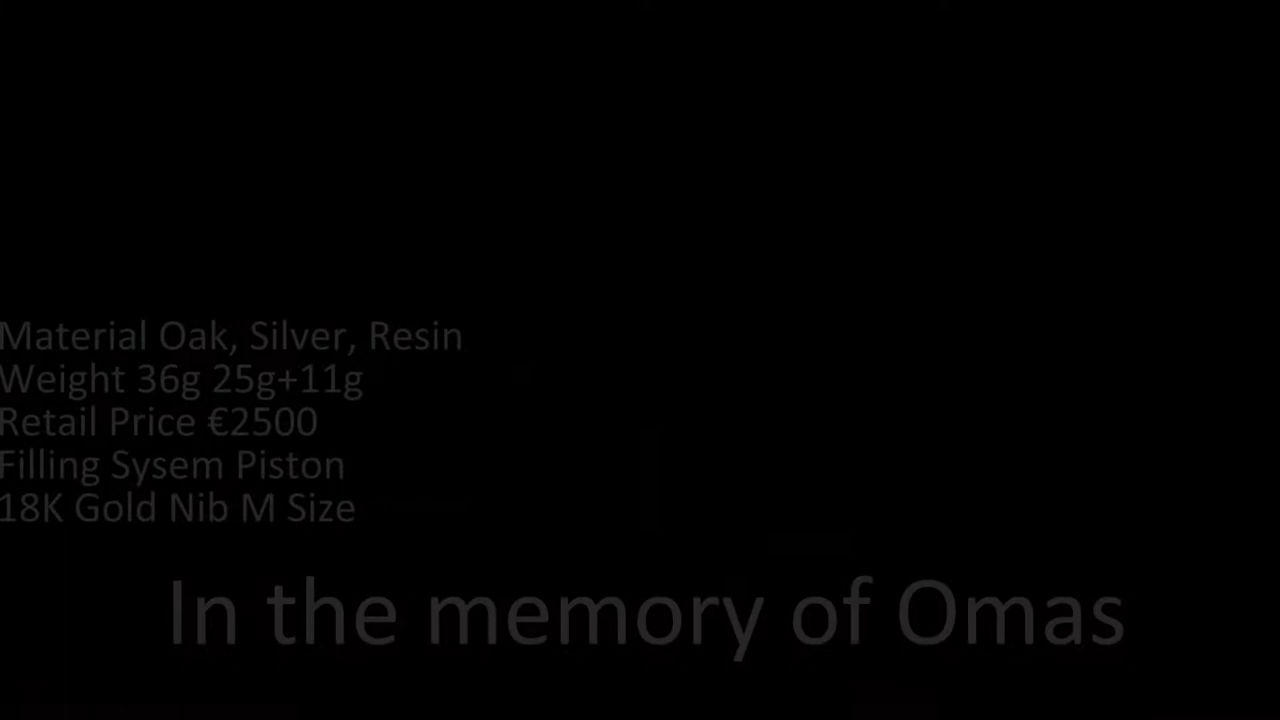 Material Oak, Silver, Resin
Weight 36g 25g+11g
Retail Price €2500
Filling Sysem Piston
18K Gold Nib M Size
In the memory of Omas